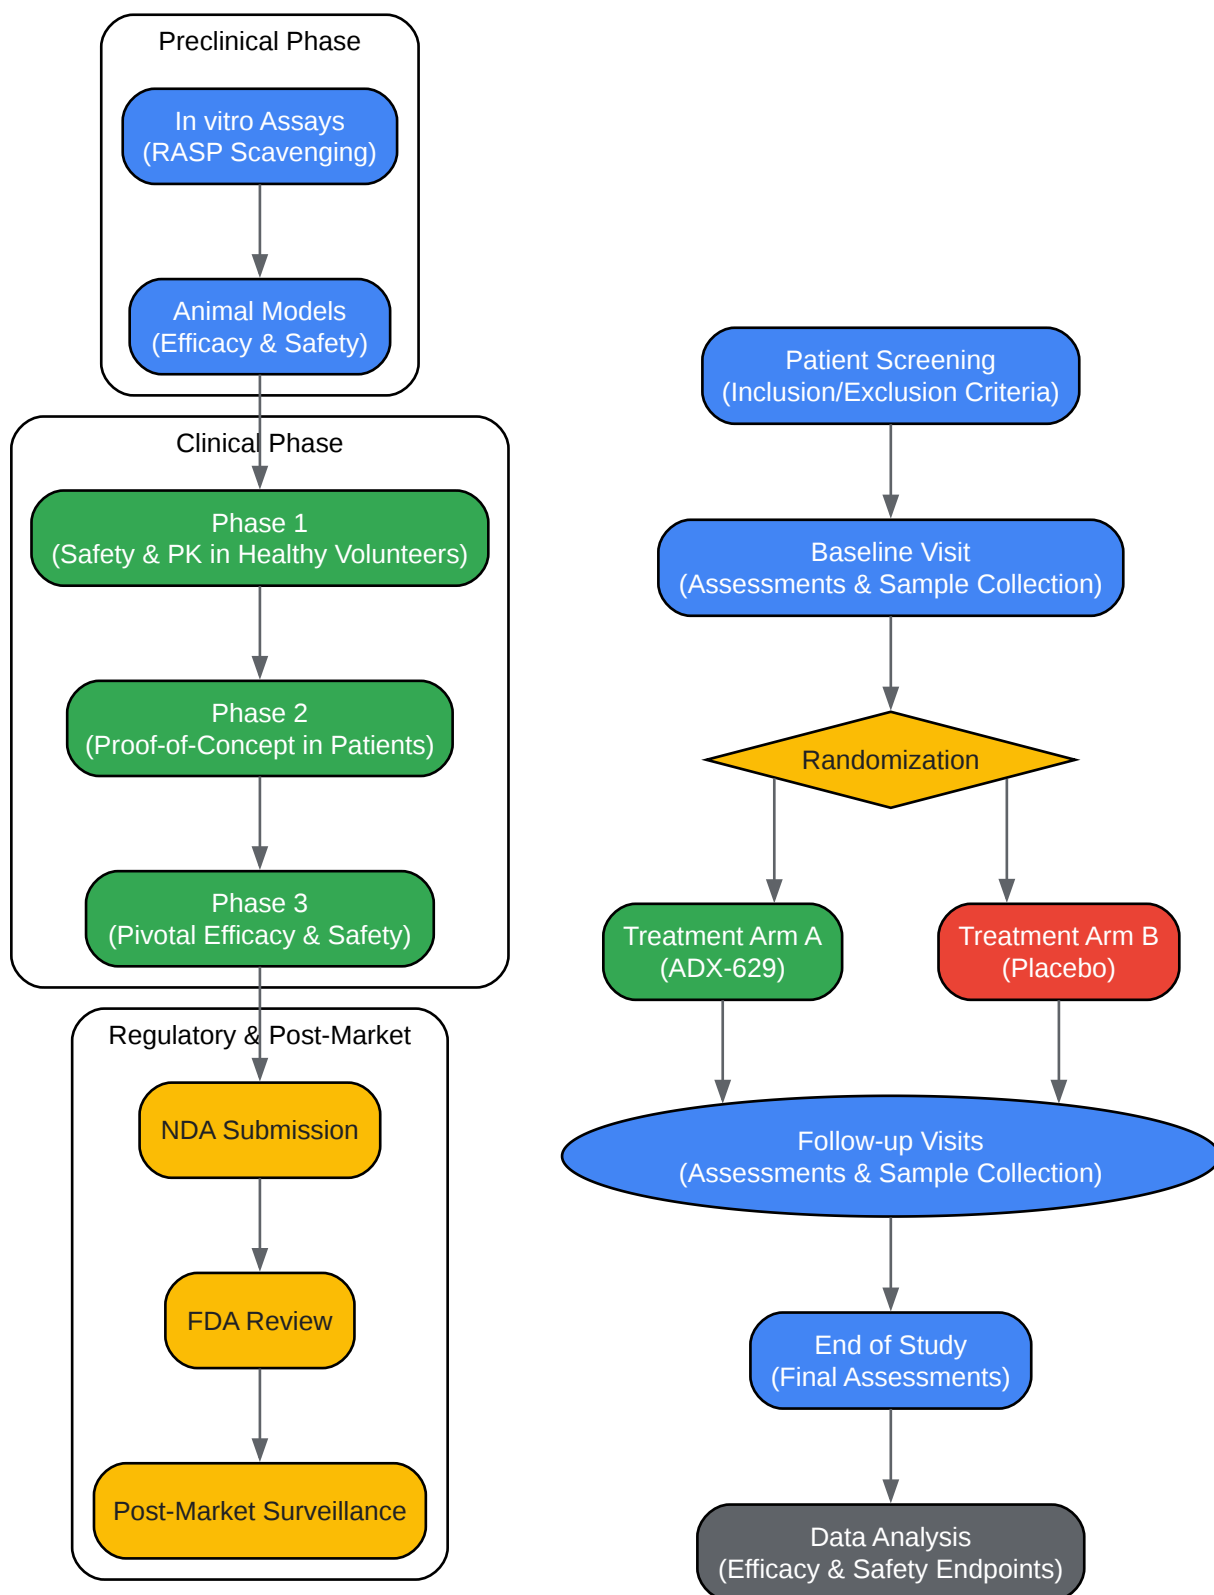 Preclinical Phase
In vitro Assays
(RASP Scavenging)
Animal Models
(Efficacy & Safety)
Clinical Phase
Phase 1
(Safety & PK in Healthy Volunteers)
Phase 2
(Proof-of-Concept in Patients)
Phase 3
(Pivotal Efficacy & Safety)
Regulatory & Post-Market
NDA Submission
FDA Review
Post-Market Surveillance
Patient Screening
(Inclusion/Exclusion Criteria)
Baseline Visit
(Assessments & Sample Collection)
Randomization
Treatment Arm A
(ADX-629)
Treatment Arm B
(Placebo)
Follow-up Visits
(Assessments & Sample Collection)
End of Study
(Final Assessments)
Data Analysis
(Efficacy & Safety Endpoints)